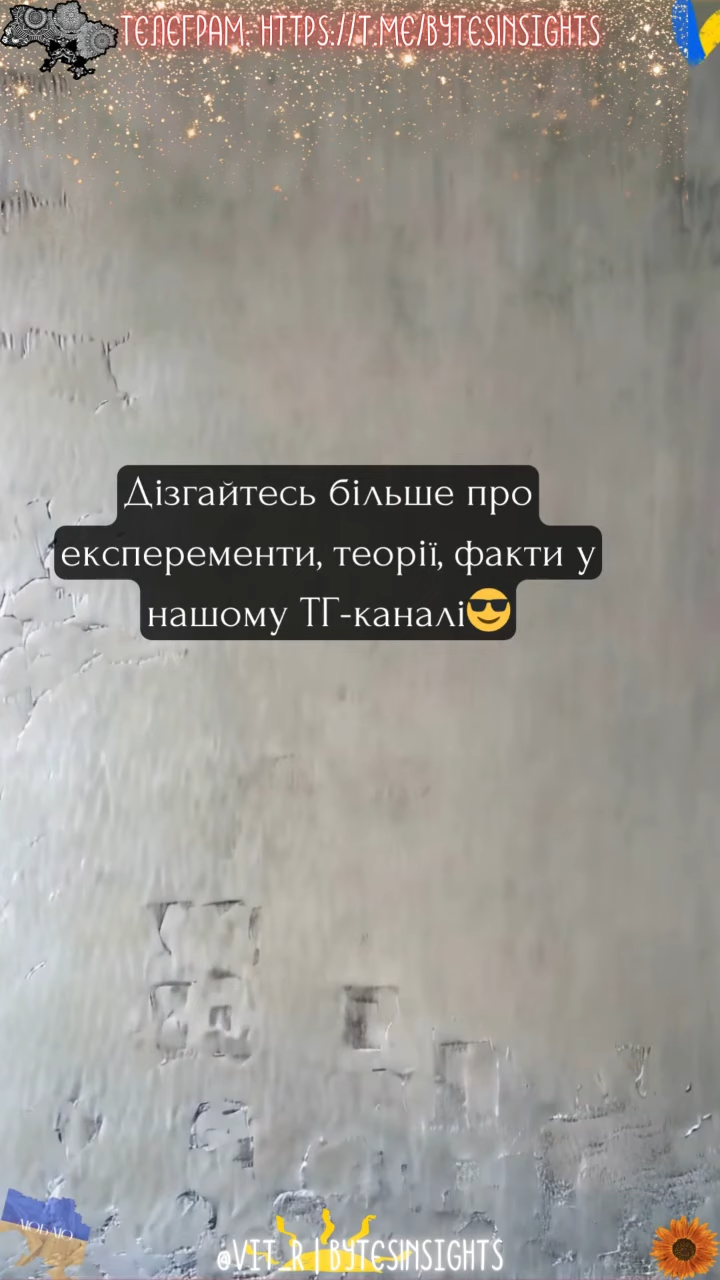 ТЕЛЕГРАМ: HTTPS://T.ME/BYTESINSIGHTS
Дізгайтесь більше про
експеременти, теорії, факти у
нашому ТГ-каналі😎
@VIT_R | BYTESINSIGHTS